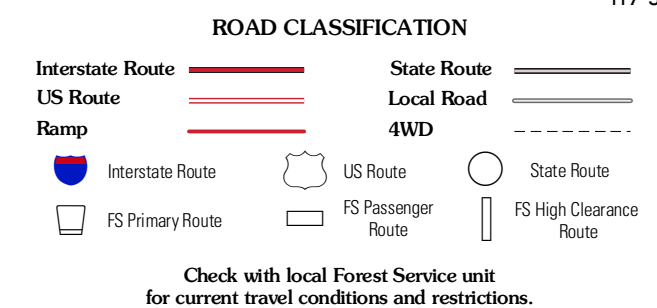 ROAD CLASSIFICATION
Interstate Route
State Route
US Route
Local Road
Ramp
4WD
Interstate Route
US Route
State Route
FS Primary Route
FS Passenger
Route
FS High Clearance
Route
Check with local Forest Service unit
for current travel conditions and restrictions.